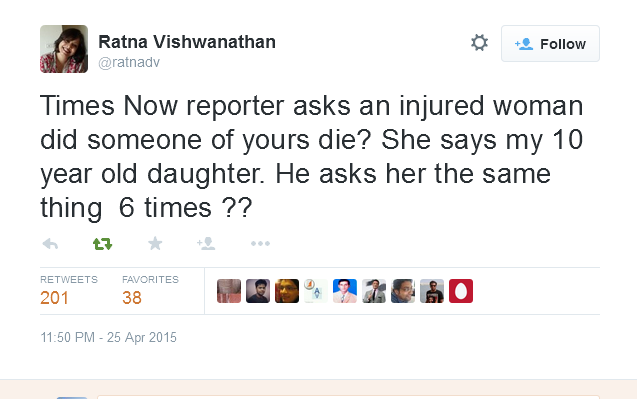 Ratna Vishwanathan
@ratnadv
Follow
Times Now reporter asks an injured woman
did someone of yours die? She says my 10
year old daughter. He asks her the same
thing  6 times ??
RETWEETS
FAVORITES
201
38
11:50 PM - 25 Apr 2015